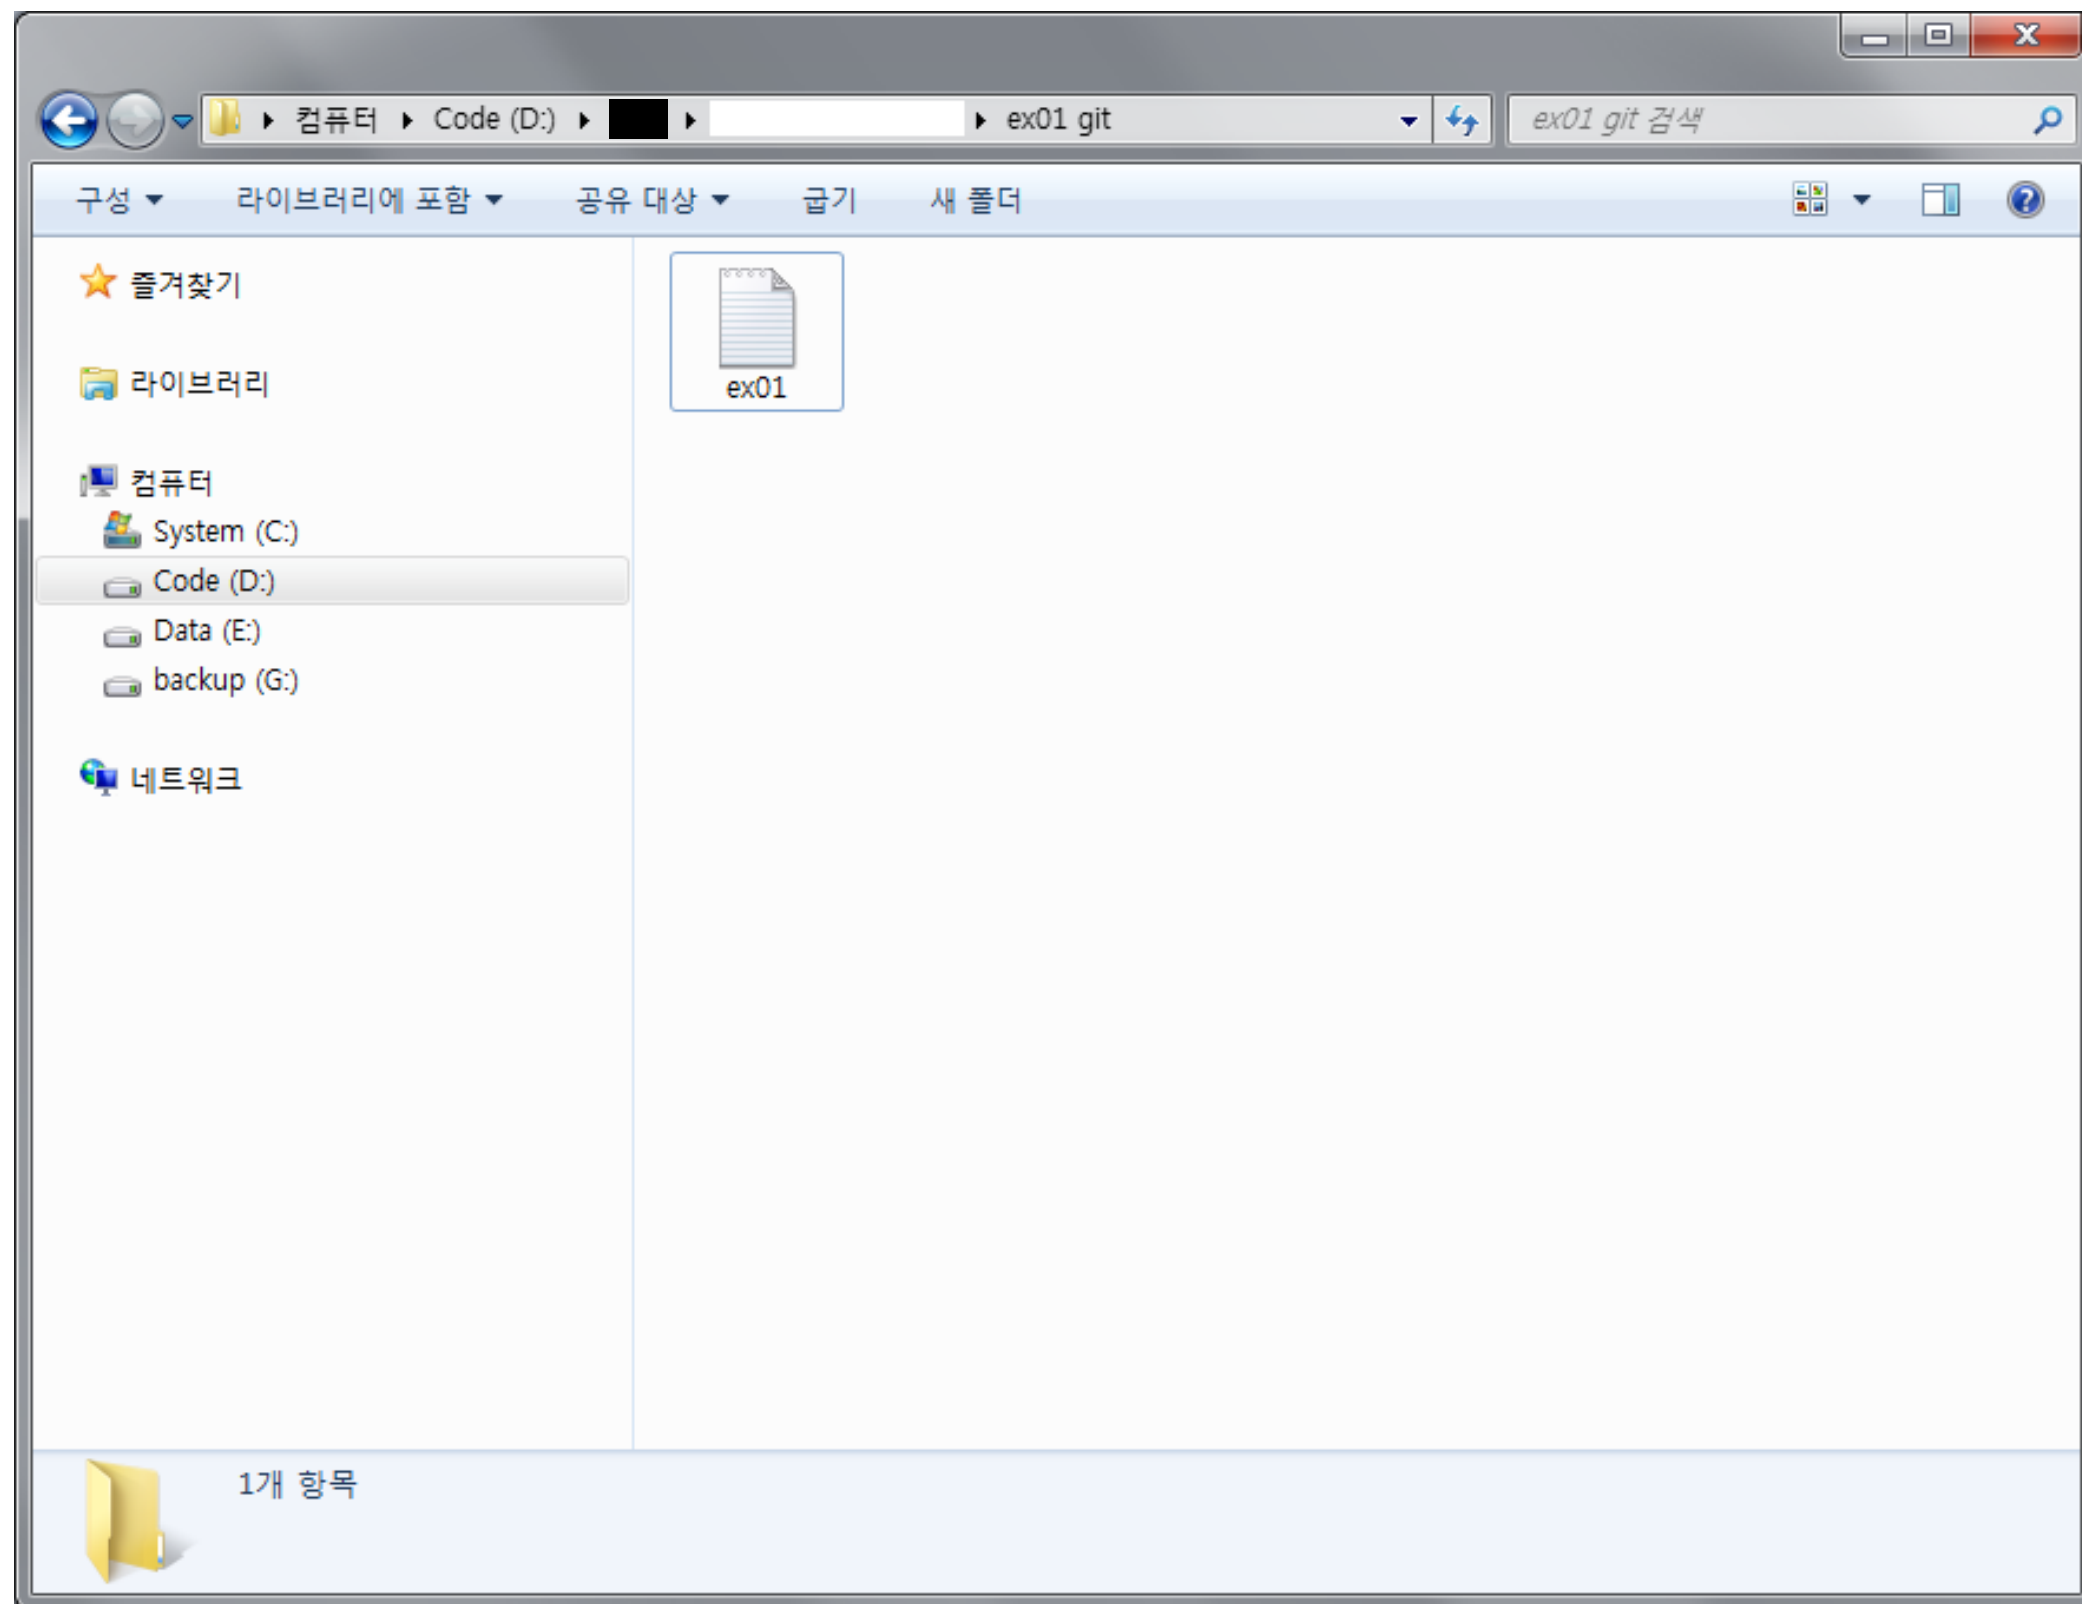 컴퓨터 Code (D:) ex01 git ex01 git 검색
구성 라이브러리에 포함 공유 대상 굽기 새 폴더
즐겨찾기
라이브러리
컴퓨터
System (C:)
Code (D:)
Data (E:)
backup (G:)
네트워크
ex01
1개 항목